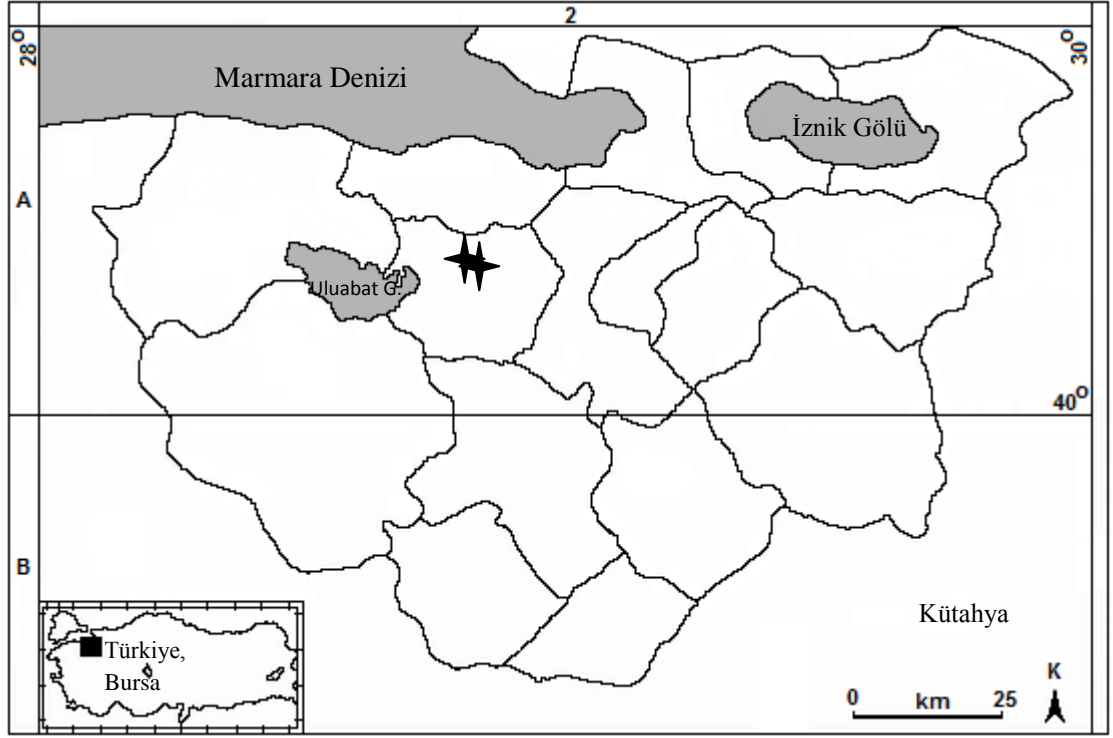 2
28°
30°
Marmara Denizi
İznik Gölü
A
Uluabat G.
40°
B
Kütahya
Türkiye,
Bursa
K
0 km 25